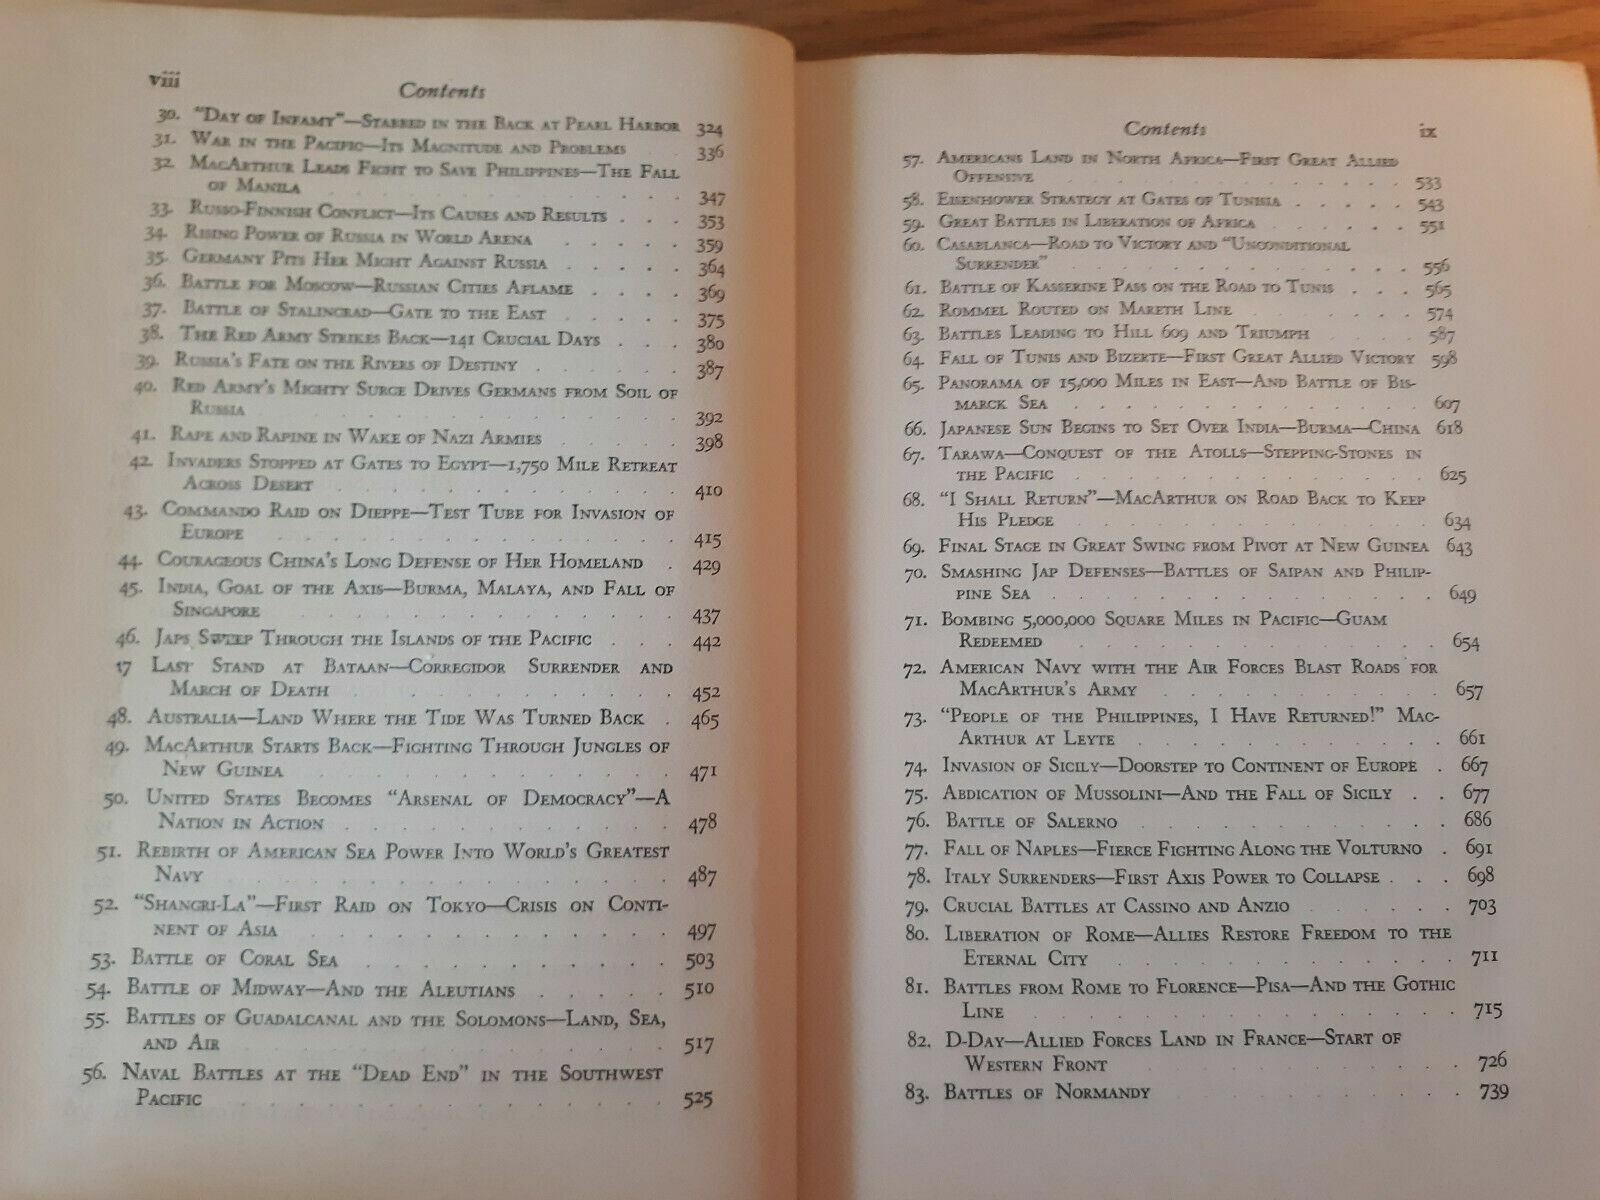 viii
Contents
30. "Day of Infamy"—Stabbed in the Back at Pearl Harbor 324
31. War in the Pacific—Its Magnitude and Problems . . 336
32. MacArthur Leads Fight to Save Philippines—The Fall
of Manila . . . . . . . . . . 347
33. Russo-Finnish Conflict—Its Causes and Results . . . 353
34. Rising Power of Russia in World Arena . . . . . 359
35. Germany Pits Her Might Against Russia . . . . . 364
36. Battle for Moscow—Russian Cities Aflame . . . . 369
37. Battle of Stalingrad—Gate to the East . . . . . 375
38. The Red Army Strikes Back—141 Crucial Days . . . 380
39. Russia's Fate on the Rivers of Destiny . . . . . 387
40. Red Army's Mighty Surge Drives Germans from Soil of
Russia . . . . . . . . . . . 392
41. Rape and Rapine in Wake of Nazi Armies . . . . 398
42. Invaders Stopped at Gates to Egypt—1,750 Mile Retreat
Across Desert . . . . . . . . . . 410
43. Commando Raid on Dieppe—Test Tube for Invasion of
Europe . . . . . . . . . . . 415
44. Courageous China's Long Defense of Her Homeland . 429
45. India, Goal of the Axis—Burma, Malaya, and Fall of
Singapore . . . . . . . . . . . 437
46. Japs Sweep Through the Islands of the Pacific . . . 442
17 Last Stand at Bataan—Corregidor Surrender and
March of Death . . . . . . . . . 452
48. Australia—Land Where the Tide Was Turned Back . 465
49. MacArthur Starts Back—Fighting Through Jungles of
New Guinea . . . . . . . . . . 471
50. United States Becomes "Arsenal of Democracy"—A
Nation in Action . . . . . . . . . 478
51. Rebirth of American Sea Power Into World's Greatest
Navy . . . . . . . . . . . . 487
52. "Shangri-La"—First Raid on Tokyo—Crisis on Conti-
nent of Asia . . . . . . . . . . 497
53. Battle of Coral Sea . . . . . . . . 503
54. Battle of Midway—And the Aleutians . . . . . 510
55. Battles of Guadalcanal and the Solomons—Land, Sea,
and Air . . . . . . . . . . . 517
56. Naval Battles at the "Dead End" in the Southwest
Pacific . . . . . . . . . . . 525
Contents
ix
57. Americans Land in North Africa—First Great Allied
Offensive . . . . . . . . . . . 533
58. Eisenhower Strategy at Gates of Tunisia . . . . . 543
59. Great Battles in Liberation of Africa . . . . . . 551
60. Casablanca—Road to Victory and "Unconditional
Surrender" . . . . . . . . . . . 556
61. Battle of Kasserine Pass on the Road to Tunis . . . 565
62. Rommel Routed on Mareth Line . . . . . . 574
63. Battles Leading to Hill 609 and Triumph . . . . 587
64. Fall of Tunis and Bizerte—First Great Allied Victory 598
65. Panorama of 15,000 Miles in East—And Battle of Bis-
marck Sea . . . . . . . . . . . 607
66. Japanese Sun Begins to Set Over India—Burma—China 618
67. Tarawa—Conquest of the Atolls—Stepping-Stones in
the Pacific . . . . . . . . . . . 625
68. "I Shall Return"—MacArthur on Road Back to Keep
His Pledge . . . . . . . . . . . 634
69. Final Stage in Great Swing from Pivot at New Guinea 643
70. Smashing Jap Defenses—Battles of Saipan and Philip-
pine Sea . . . . . . . . . . . 649
71. Bombing 5,000,000 Square Miles in Pacific—Guam
Redeemed . . . . . . . . . . . 654
72. American Navy with the Air Forces Blast Roads for
MacArthur's Army . . . . . . . . . 657
73. "People of the Philippines, I Have Returned!" Mac-
Arthur at Leyte . . . . . . . . . . 661
74. Invasion of Sicily—Doorstep to Continent of Europe . 667
75. Abdication of Mussolini—And the Fall of Sicily . . 677
76. Battle of Salerno . . . . . . . . . 686
77. Fall of Naples—Fierce Fighting Along the Volturno . 691
78. Italy Surrenders—First Axis Power to Collapse . . . 698
79. Crucial Battles at Cassino and Anzio . . . . . 703
80. Liberation of Rome—Allies Restore Freedom to the
Eternal City . . . . . . . . . . 711
81. Battles from Rome to Florence—Pisa—And the Gothic
Line . . . . . . . . . . . . 715
82. D-Day—Allied Forces Land in France—Start of
Western Front . . . . . . . . . 726
83. Battles of Normandy . . . . . . . . 739